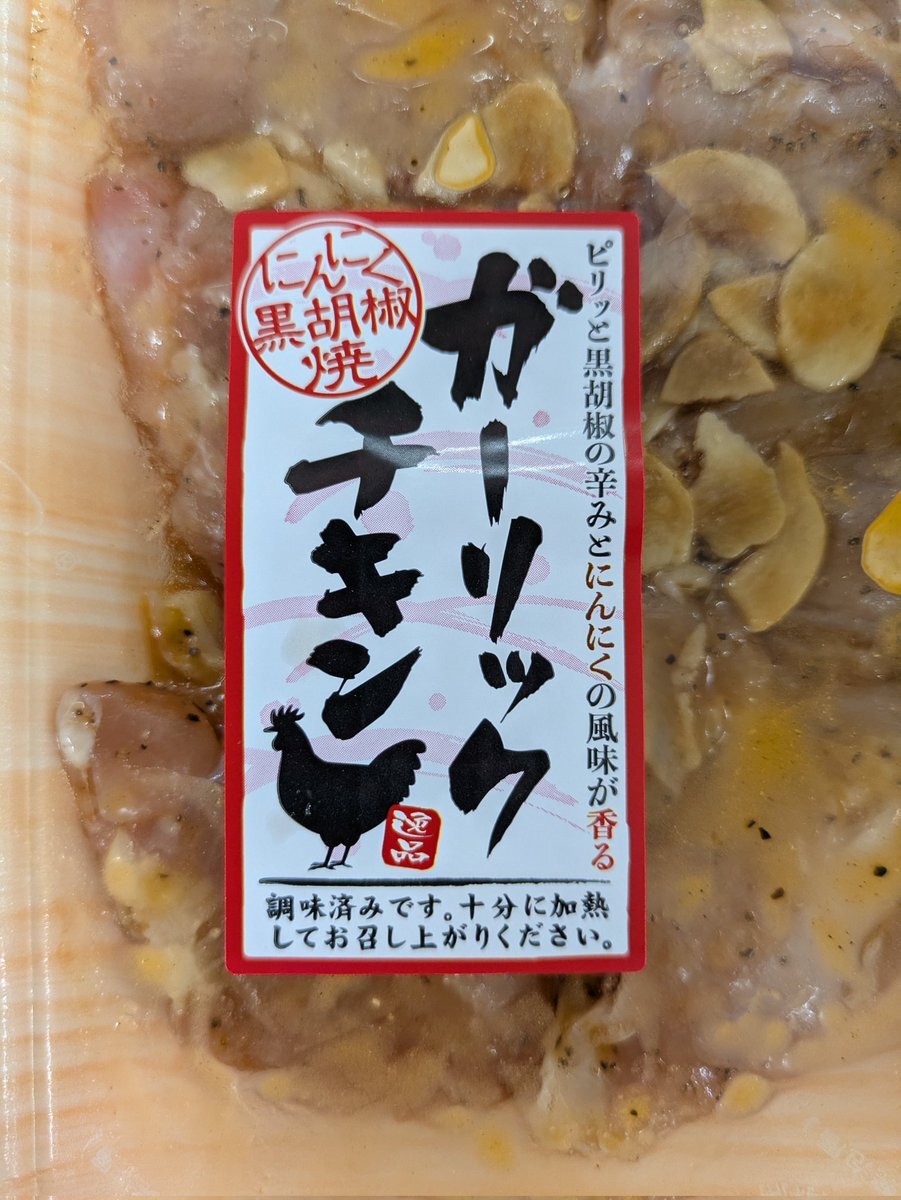 ピリッと黒胡椒の辛みとにんにくの風味が香る
ガーリック
チキン
にんにく
黒胡椒
焼
逸品
調味済みです。十分に加熱
してお召し上がりください。